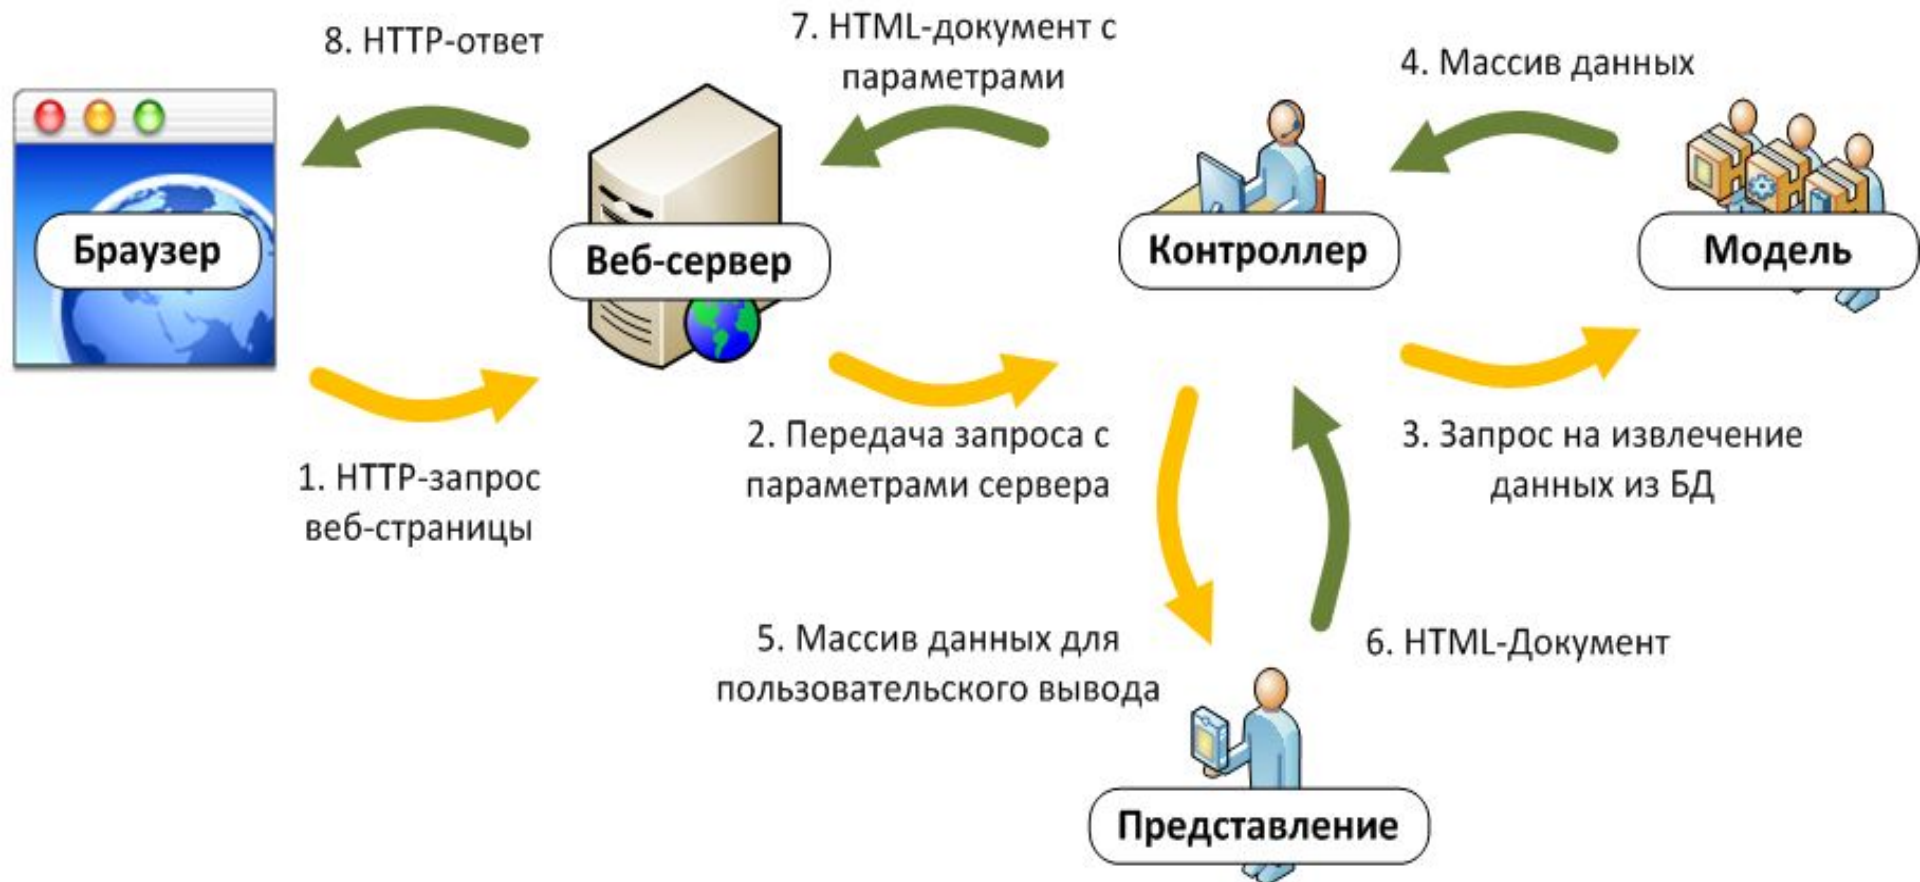 8. HTTP-ответ
7. HTML-документ с
параметрами
4. Массив данных
Браузер
Веб-сервер
Контроллер
Модель
1. HTTP-запрос
веб-страницы
2. Передача запроса с
параметрами сервера
3. Запрос на извлечение
данных из БД
5. Массив данных для
пользовательского вывода
6. HTML-Документ
Представление